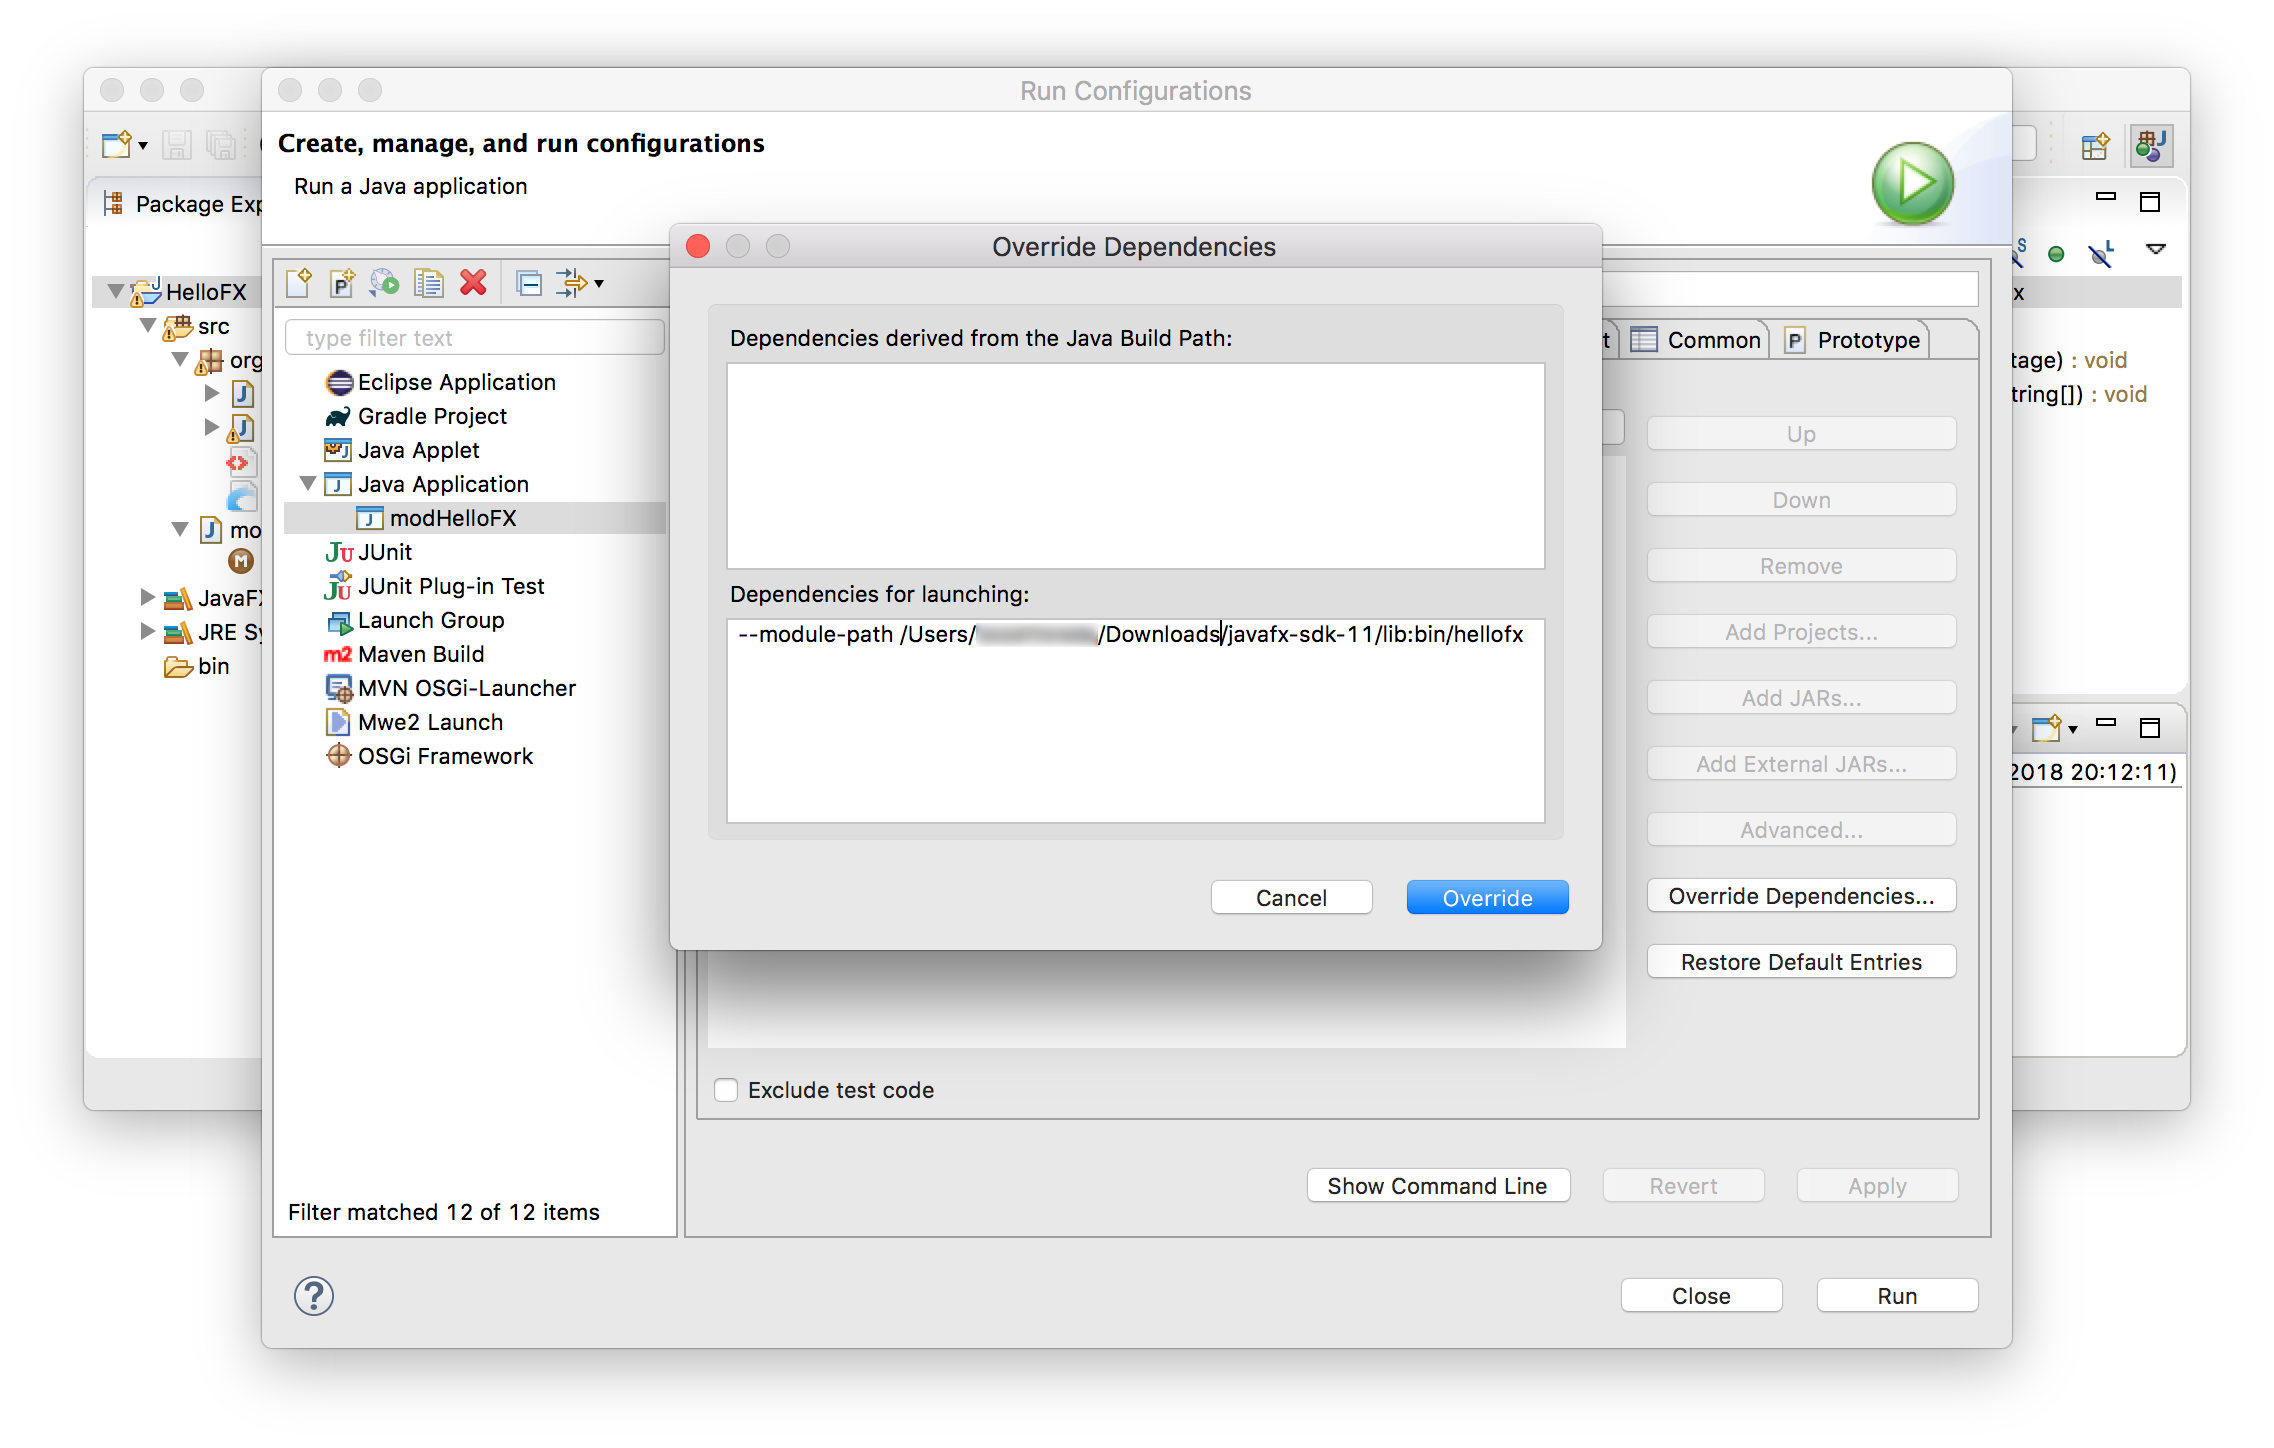 Run Configurations
Create, manage, and run configurations
Run a Java application
Package Exp
HelloFX
src
org
mo
JavaFX
JRE Sy
bin
type filter text
Eclipse Application
Gradle Project
Java Applet
Java Application
modHelloFX
JUnit
JUnit Plug-in Test
Launch Group
Maven Build
MVN OSGi-Launcher
Mwe2 Launch
OSGi Framework
Filter matched 12 of 12 items
Override Dependencies
Dependencies derived from the Java Build Path:
Dependencies for launching:
--module-path /Users/ /Downloads/javafx-sdk-11/lib:bin/hellofx
Cancel
Override
t
Common
Prototype
Up
Down
Remove
Add Projects...
Add JARs...
Add External JARs...
Advanced...
Override Dependencies...
Restore Default Entries
Exclude test code
Show Command Line
Revert
Apply
Close
Run
x
tage) : void
tring[]) : void
2018 20:12:11)